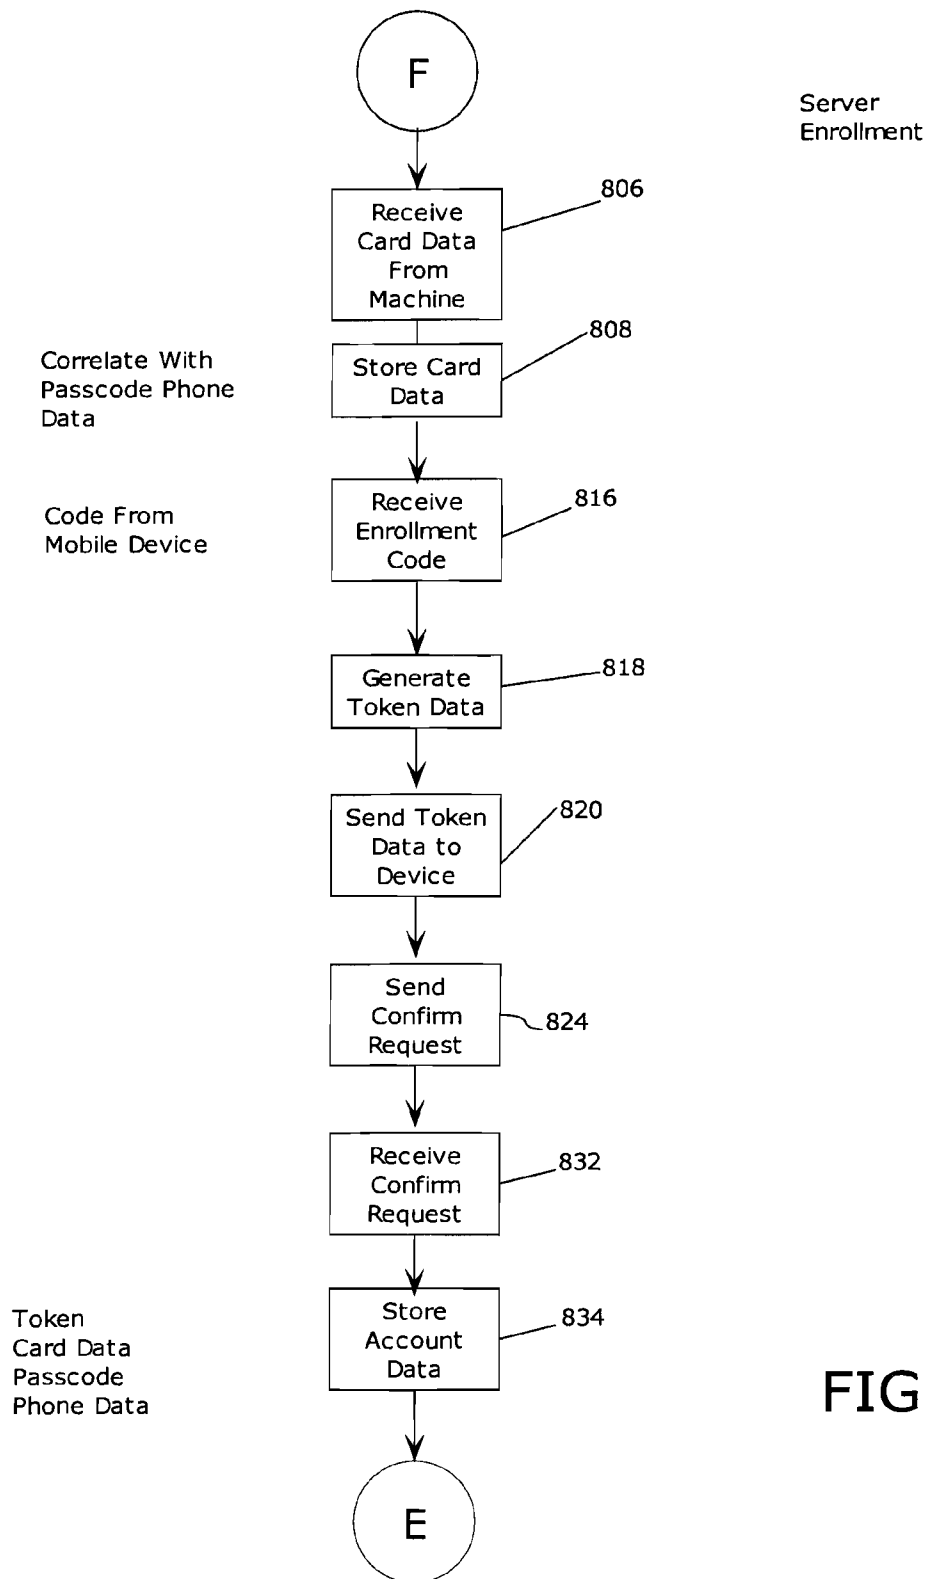 F
Server
Enrollment
806
Receive
Card Data
From
Machine
808
Correlate With
Passcode Phone
Data
Store Card
Data
816
Code From
Mobile Device
Receive
Enrollment
Code
818
Generate
Token Data
820
Send Token
Data to
Device
824
Send
Confirm
Request
832
Receive
Confirm
Request
834
Token
Card Data
Passcode
Phone Data
Store
Account
Data
FIG
E